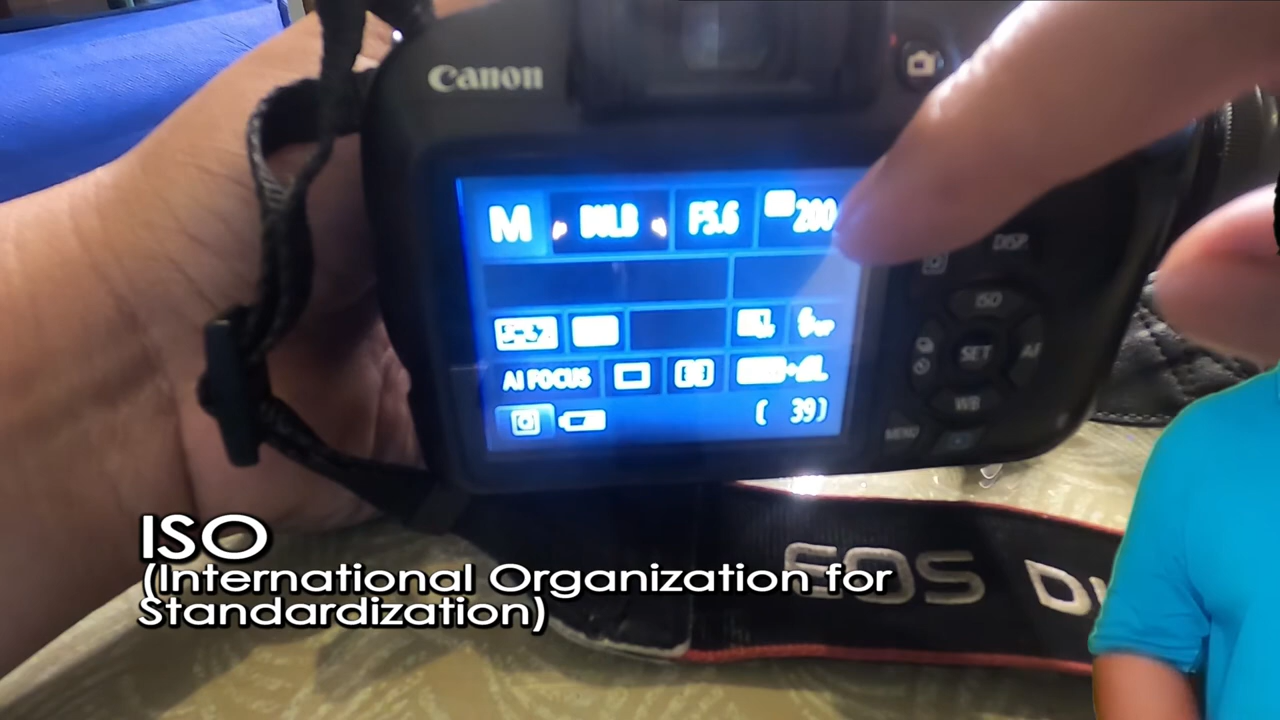 Canon
M BULB F5.6 200
DISP.
ISO
SET AF
AI FOCUS
WB
[ 39]
MENU
ISO
(International Organization for
Standardization)
EOS